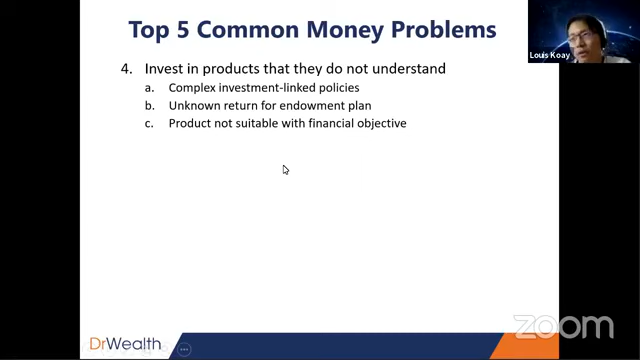 Top 5 Common Money Problems
Louis Koay
4. Invest in products that they do not understand
a. Complex investment-linked policies
b. Unknown return for endowment plan
c. Product not suitable with financial objective
DrWealth
zoom